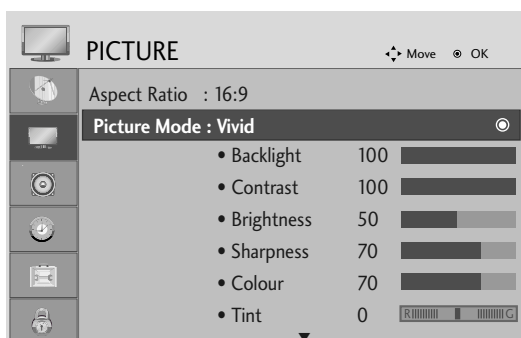 PICTURE Move OK
Aspect Ratio : 16:9
Picture Mode : Vivid
• Backlight 100
• Contrast 100
• Brightness 50
• Sharpness 70
• Colour 70
• Tint 0 R G